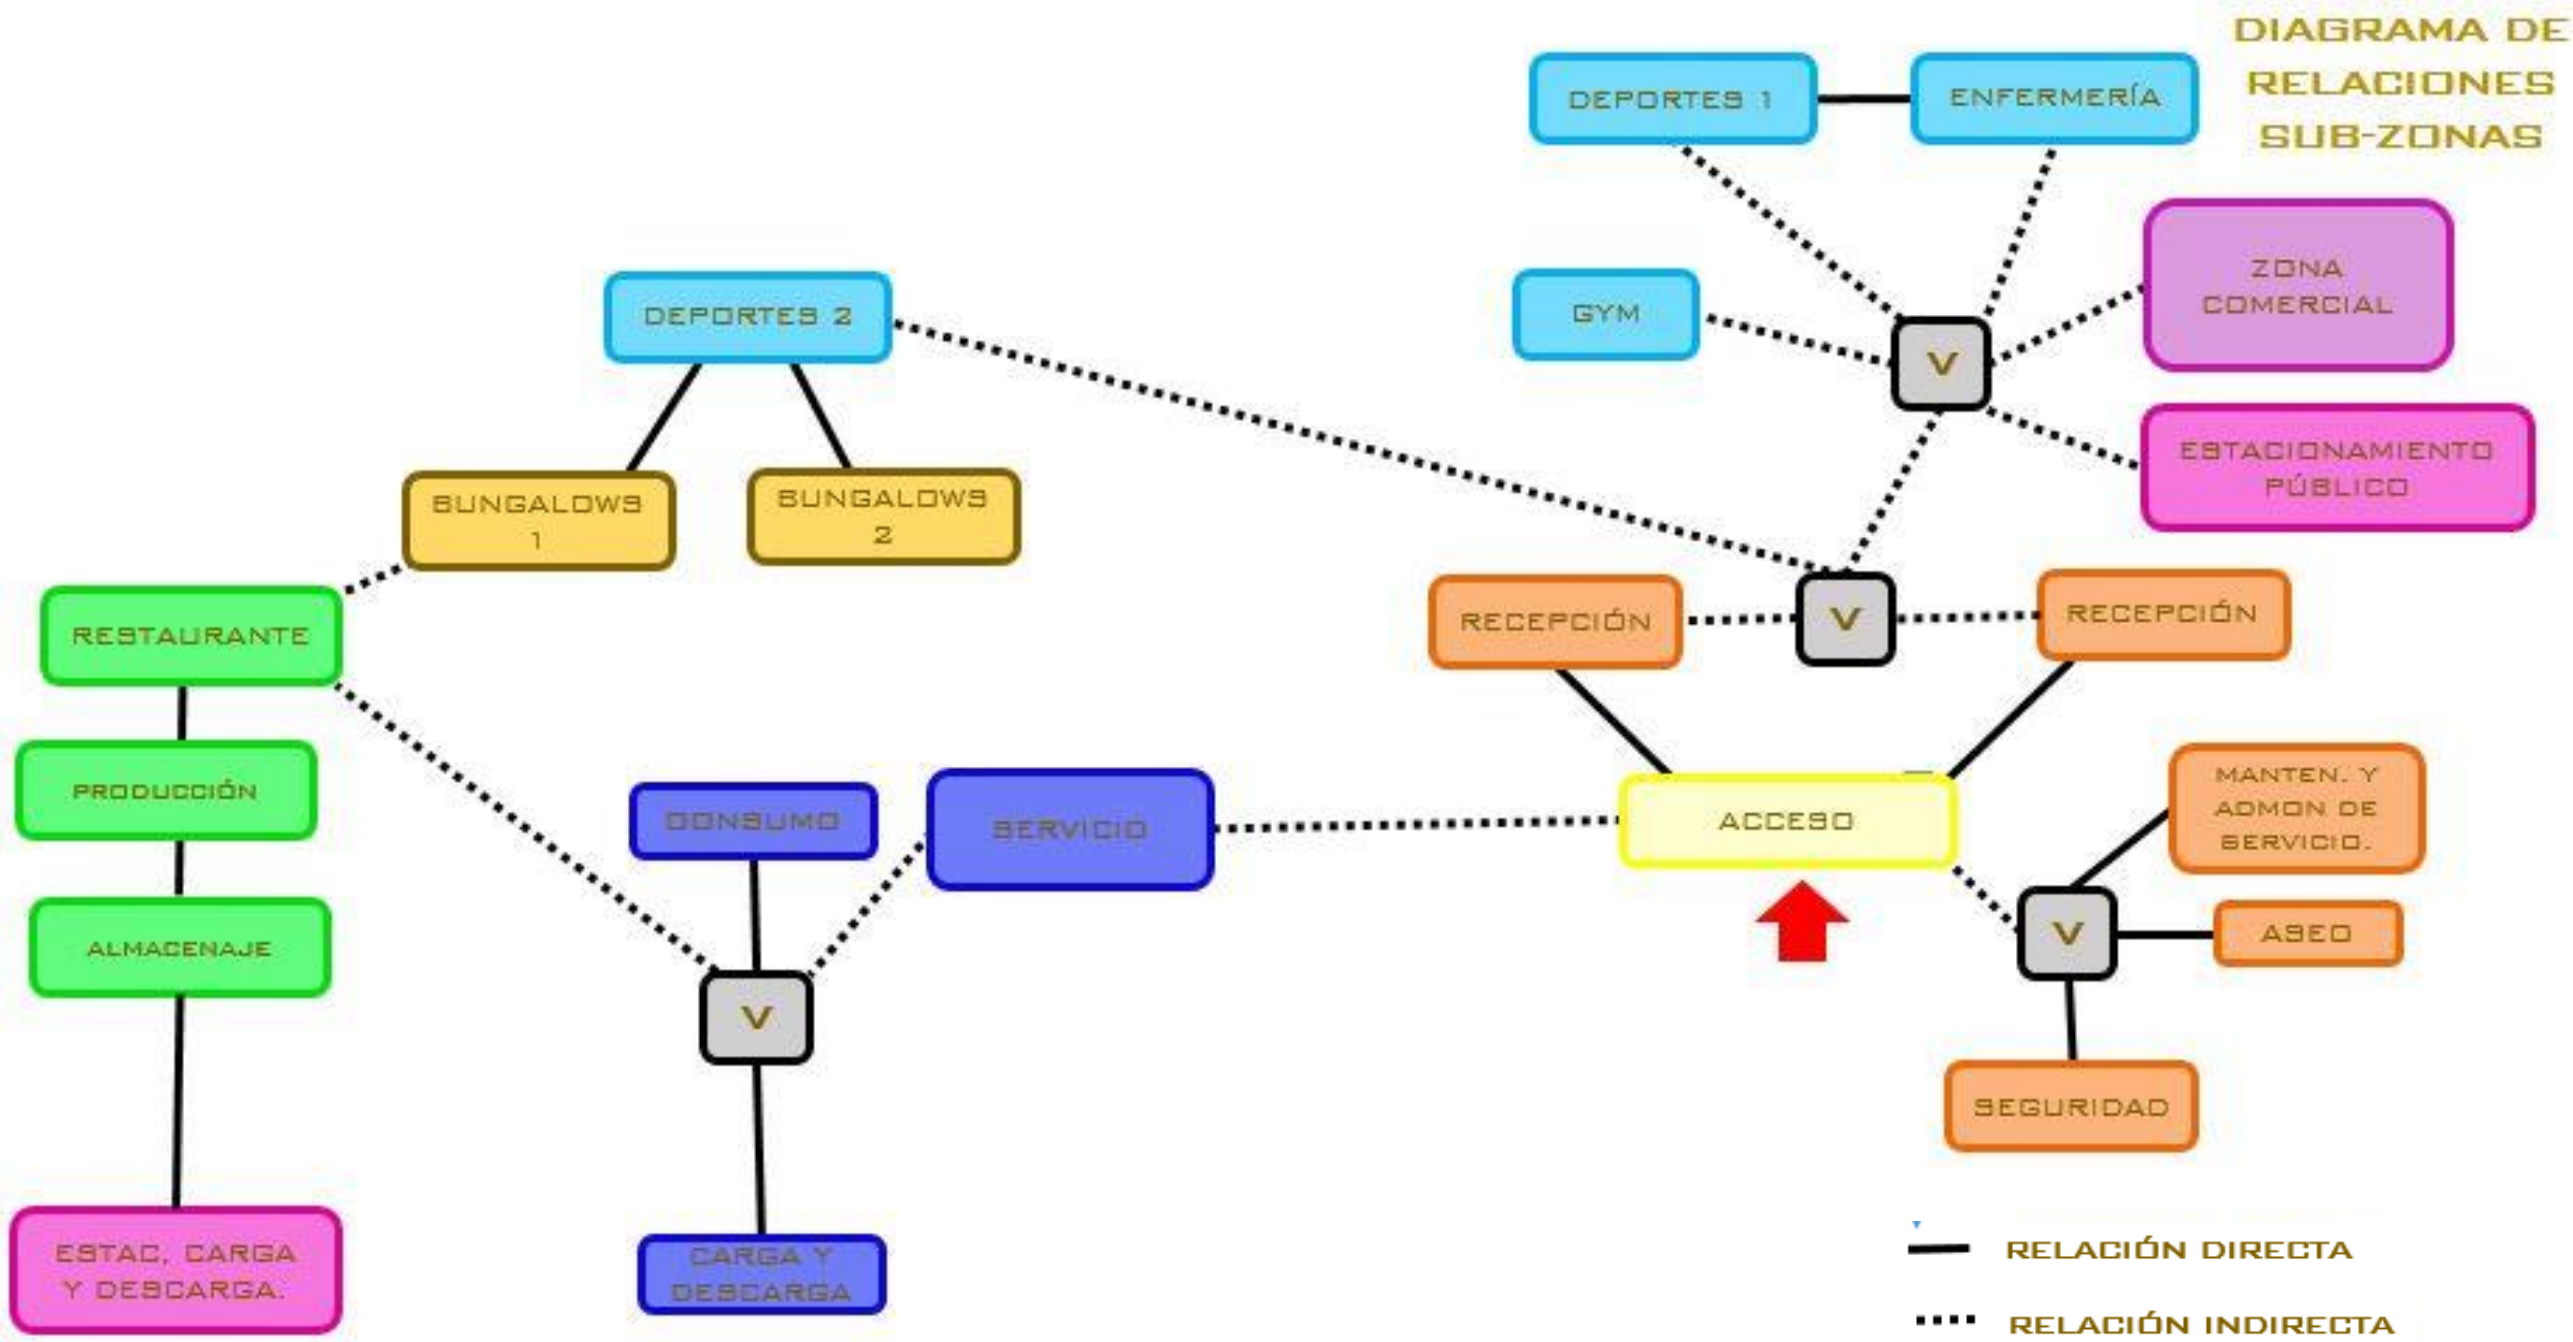 DIAGRAMA DE
RELACIONES
SUB-ZONAS
DEPORTES 1
ENFERMERÍA
ZONA
COMERCIAL
GYM
DEPORTES 2
V
ESTACIONAMIENTO
PÚBLICO
BUNGALOWS
1
BUNGALOWS
2
RESTAURANTE
RECEPCIÓN
V
RECEPCIÓN
PRODUCCIÓN
CONSUMO
SERVICIO
ACCESO
MANTEN. Y
ADMON DE
SERVICIO.
ALMACENAJE
V
V
ASEO
SEGURIDAD
ESTAC, CARGA
Y DESCARGA.
CARGA Y
DESCARGA
RELACIÓN DIRECTA
RELACIÓN INDIRECTA